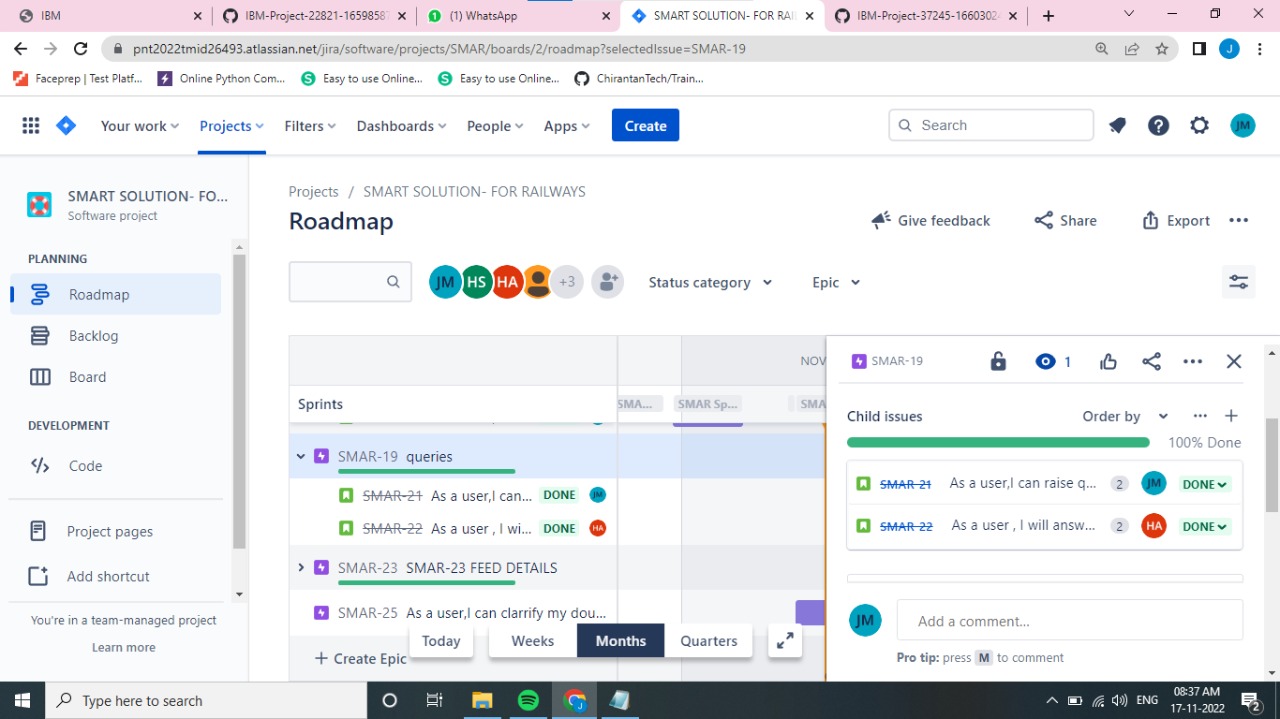 IBM
IBM-Project-22821-16598587
(1) WhatsApp
SMART SOLUTION- FOR RAI
IBM-Project-37245-1660302
pnt2022tmid26493.atlassian.net/jira/software/projects/SMAR/boards/2/roadmap?selectedIssue=SMAR-19
J
Faceprep | Test Platf...
Online Python Com...
Easy to use Online...
Easy to use Online...
ChirantanTech/Train...
Your work
Projects
Filters
Dashboards
People
Apps
Create
Search
JM
SMART SOLUTION- FO...
Software project
PLANNING
Roadmap
Backlog
Board
DEVELOPMENT
Code
Project pages
Add shortcut
You're in a team-managed project
Learn more
Projects / SMART SOLUTION- FOR RAILWAYS
Roadmap
Give feedback
Share
Export
JM HS HA +3
Status category
Epic
NOV
Sprints
SMA...
SMAR Sp...
SMA
SMAR-19 queries
SMAR-21 As a user,I can... DONE JM
SMAR-22 As a user , I wi... DONE HA
SMAR-23 SMAR-23 FEED DETAILS
SMAR-25 As a user,I can clarrify my dou...
+ Create Epic
Today
Weeks
Months
Quarters
SMAR-19
1
Child issues
Order by
100% Done
SMAR-21 As a user,I can raise q... 2 JM DONE
SMAR-22 As a user , I will answ... 2 HA DONE
JM
Add a comment...
Pro tip: press M to comment
Type here to search
ENG
08:37 AM
17-11-2022
2